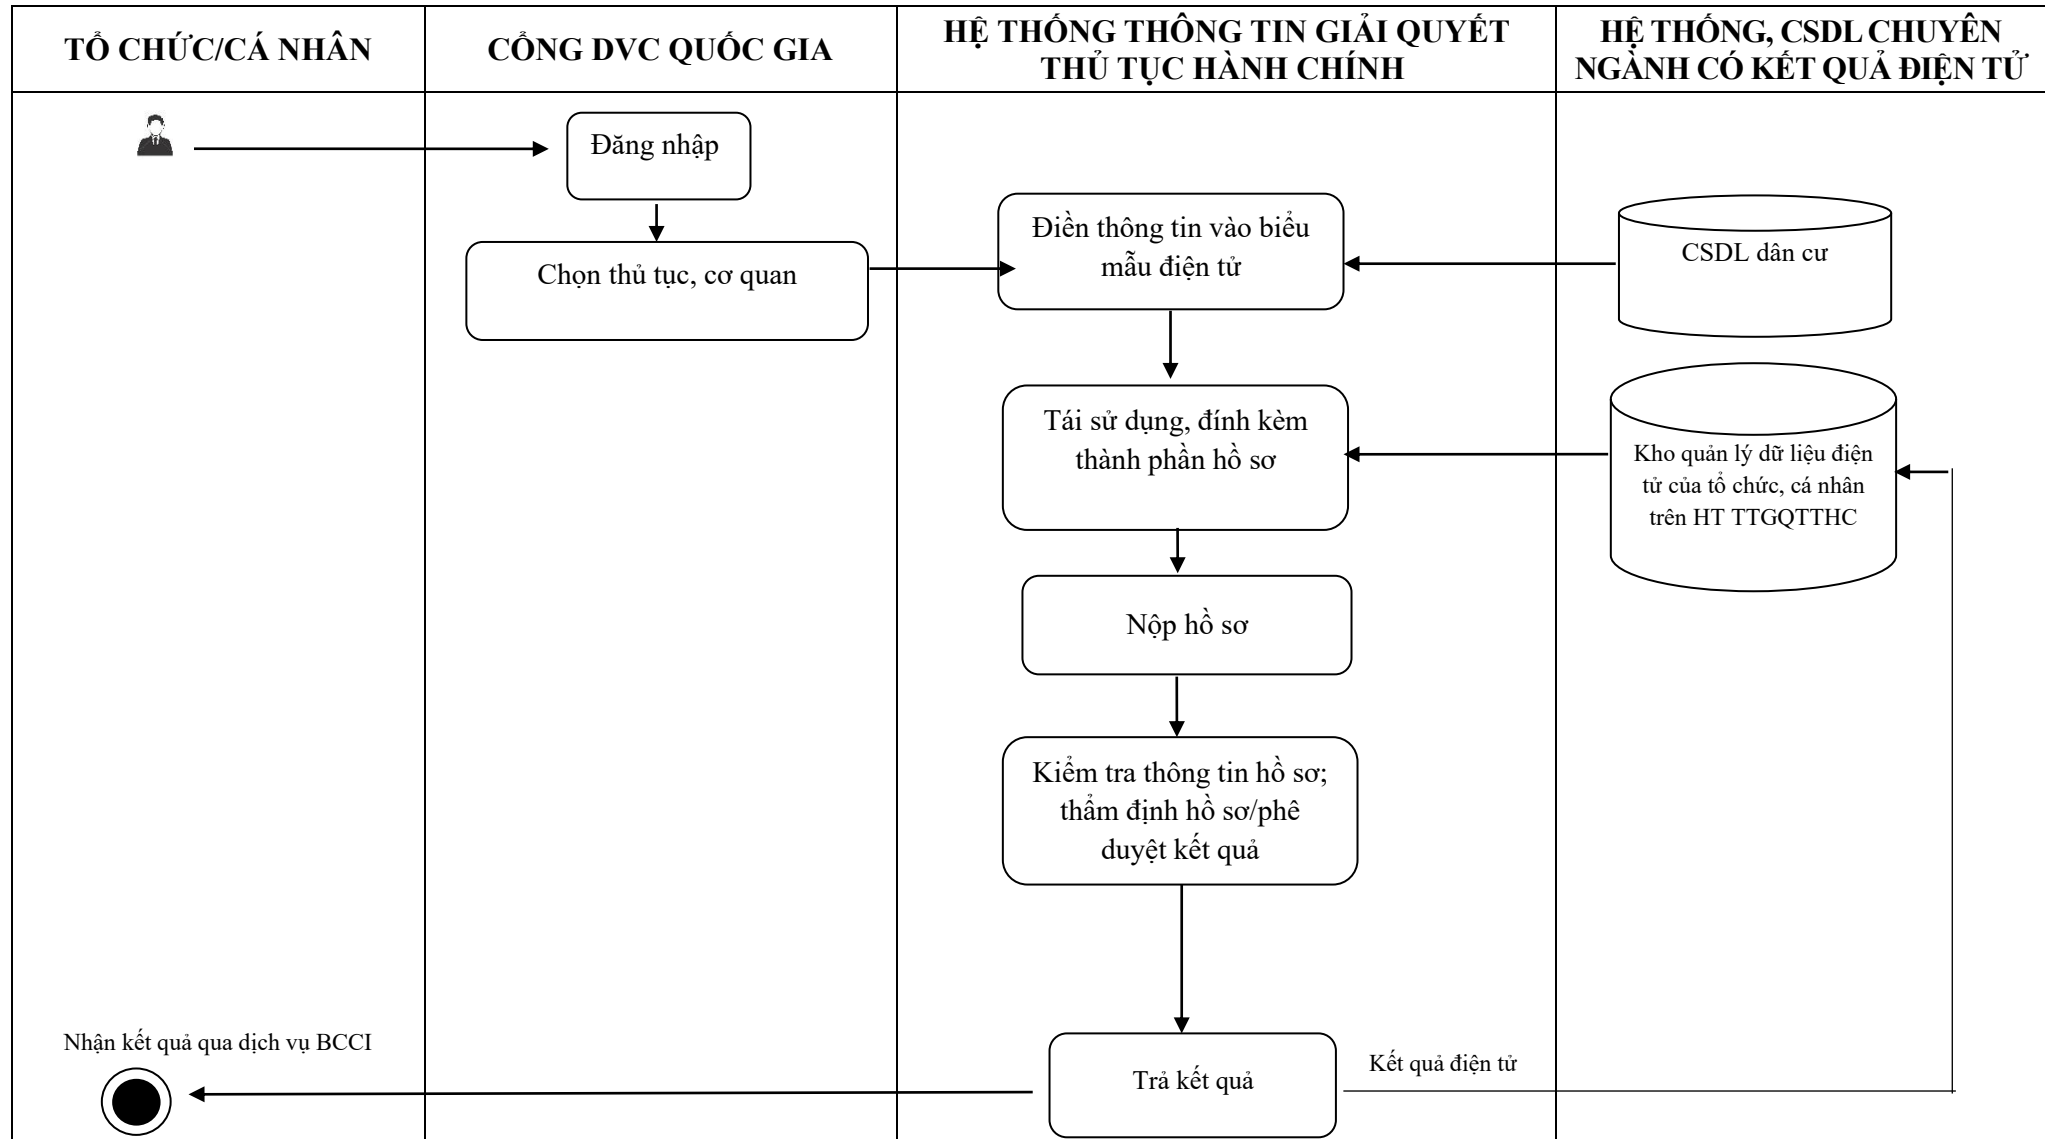 TỔ CHỨC/CÁ NHÂN
CỔNG DVC QUỐC GIA
HỆ THỐNG THÔNG TIN GIẢI QUYẾT
THỦ TỤC HÀNH CHÍNH
HỆ THỐNG, CSDL CHUYÊN
NGÀNH CÓ KẾT QUẢ ĐIỆN TỬ
Đăng nhập
Chọn thủ tục, cơ quan
Điền thông tin vào biểu
mẫu điện tử
CSDL dân cư
Tái sử dụng, đính kèm
thành phần hồ sơ
Kho quản lý dữ liệu điện
tử của tổ chức, cá nhân
trên HT TTGQTTHC
Nộp hồ sơ
Kiểm tra thông tin hồ sơ;
thẩm định hồ sơ/phê
duyệt kết quả
Nhận kết quả qua dịch vụ BCCI
Trả kết quả
Kết quả điện tử